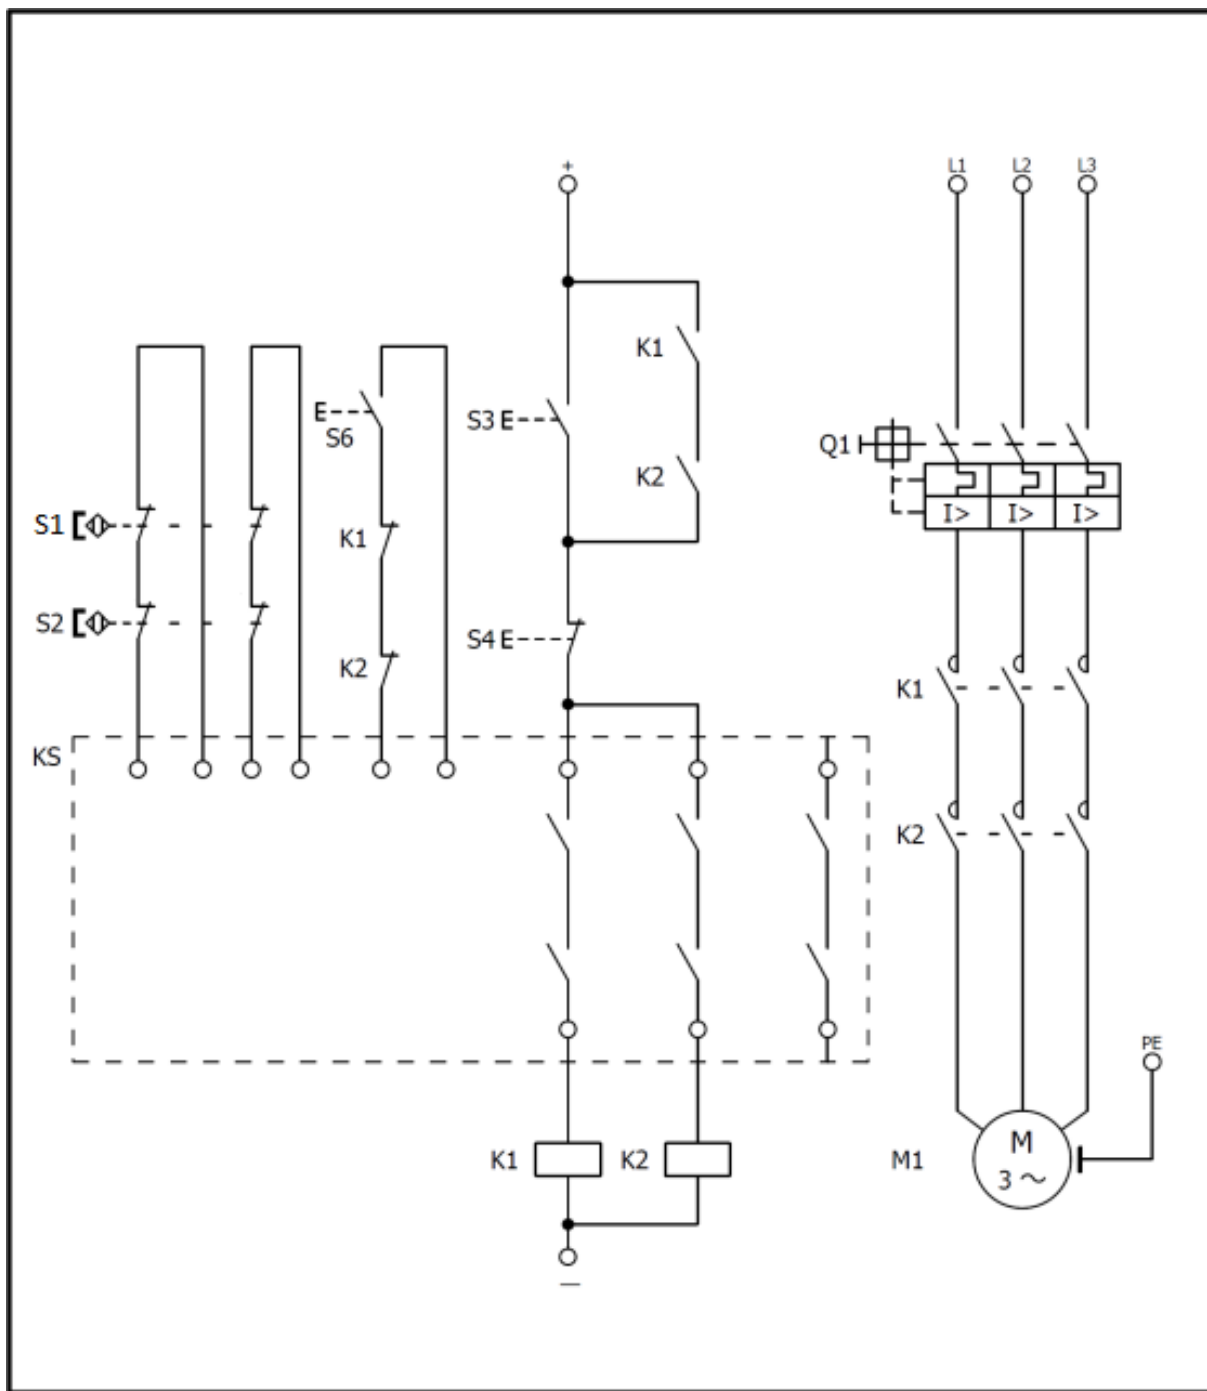 +
L1 L2 L3
K1
S3
S6
K2
Q1
I> I> I>
S1
K1
S2
S4
K2
K1
KS
K2
PE
K1
K2
M1
M
3 ~
—